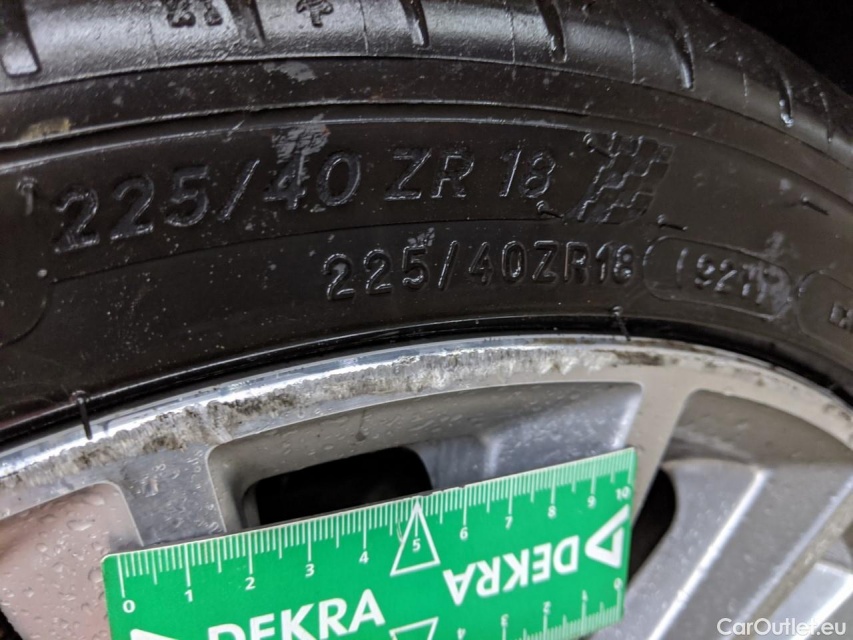 225/40 ZR 18
225/40ZR18 (92Y)
0 1 2 3 4 5 6 7 8 9 10
DEKRA DEKRA
CarOutlet.eu